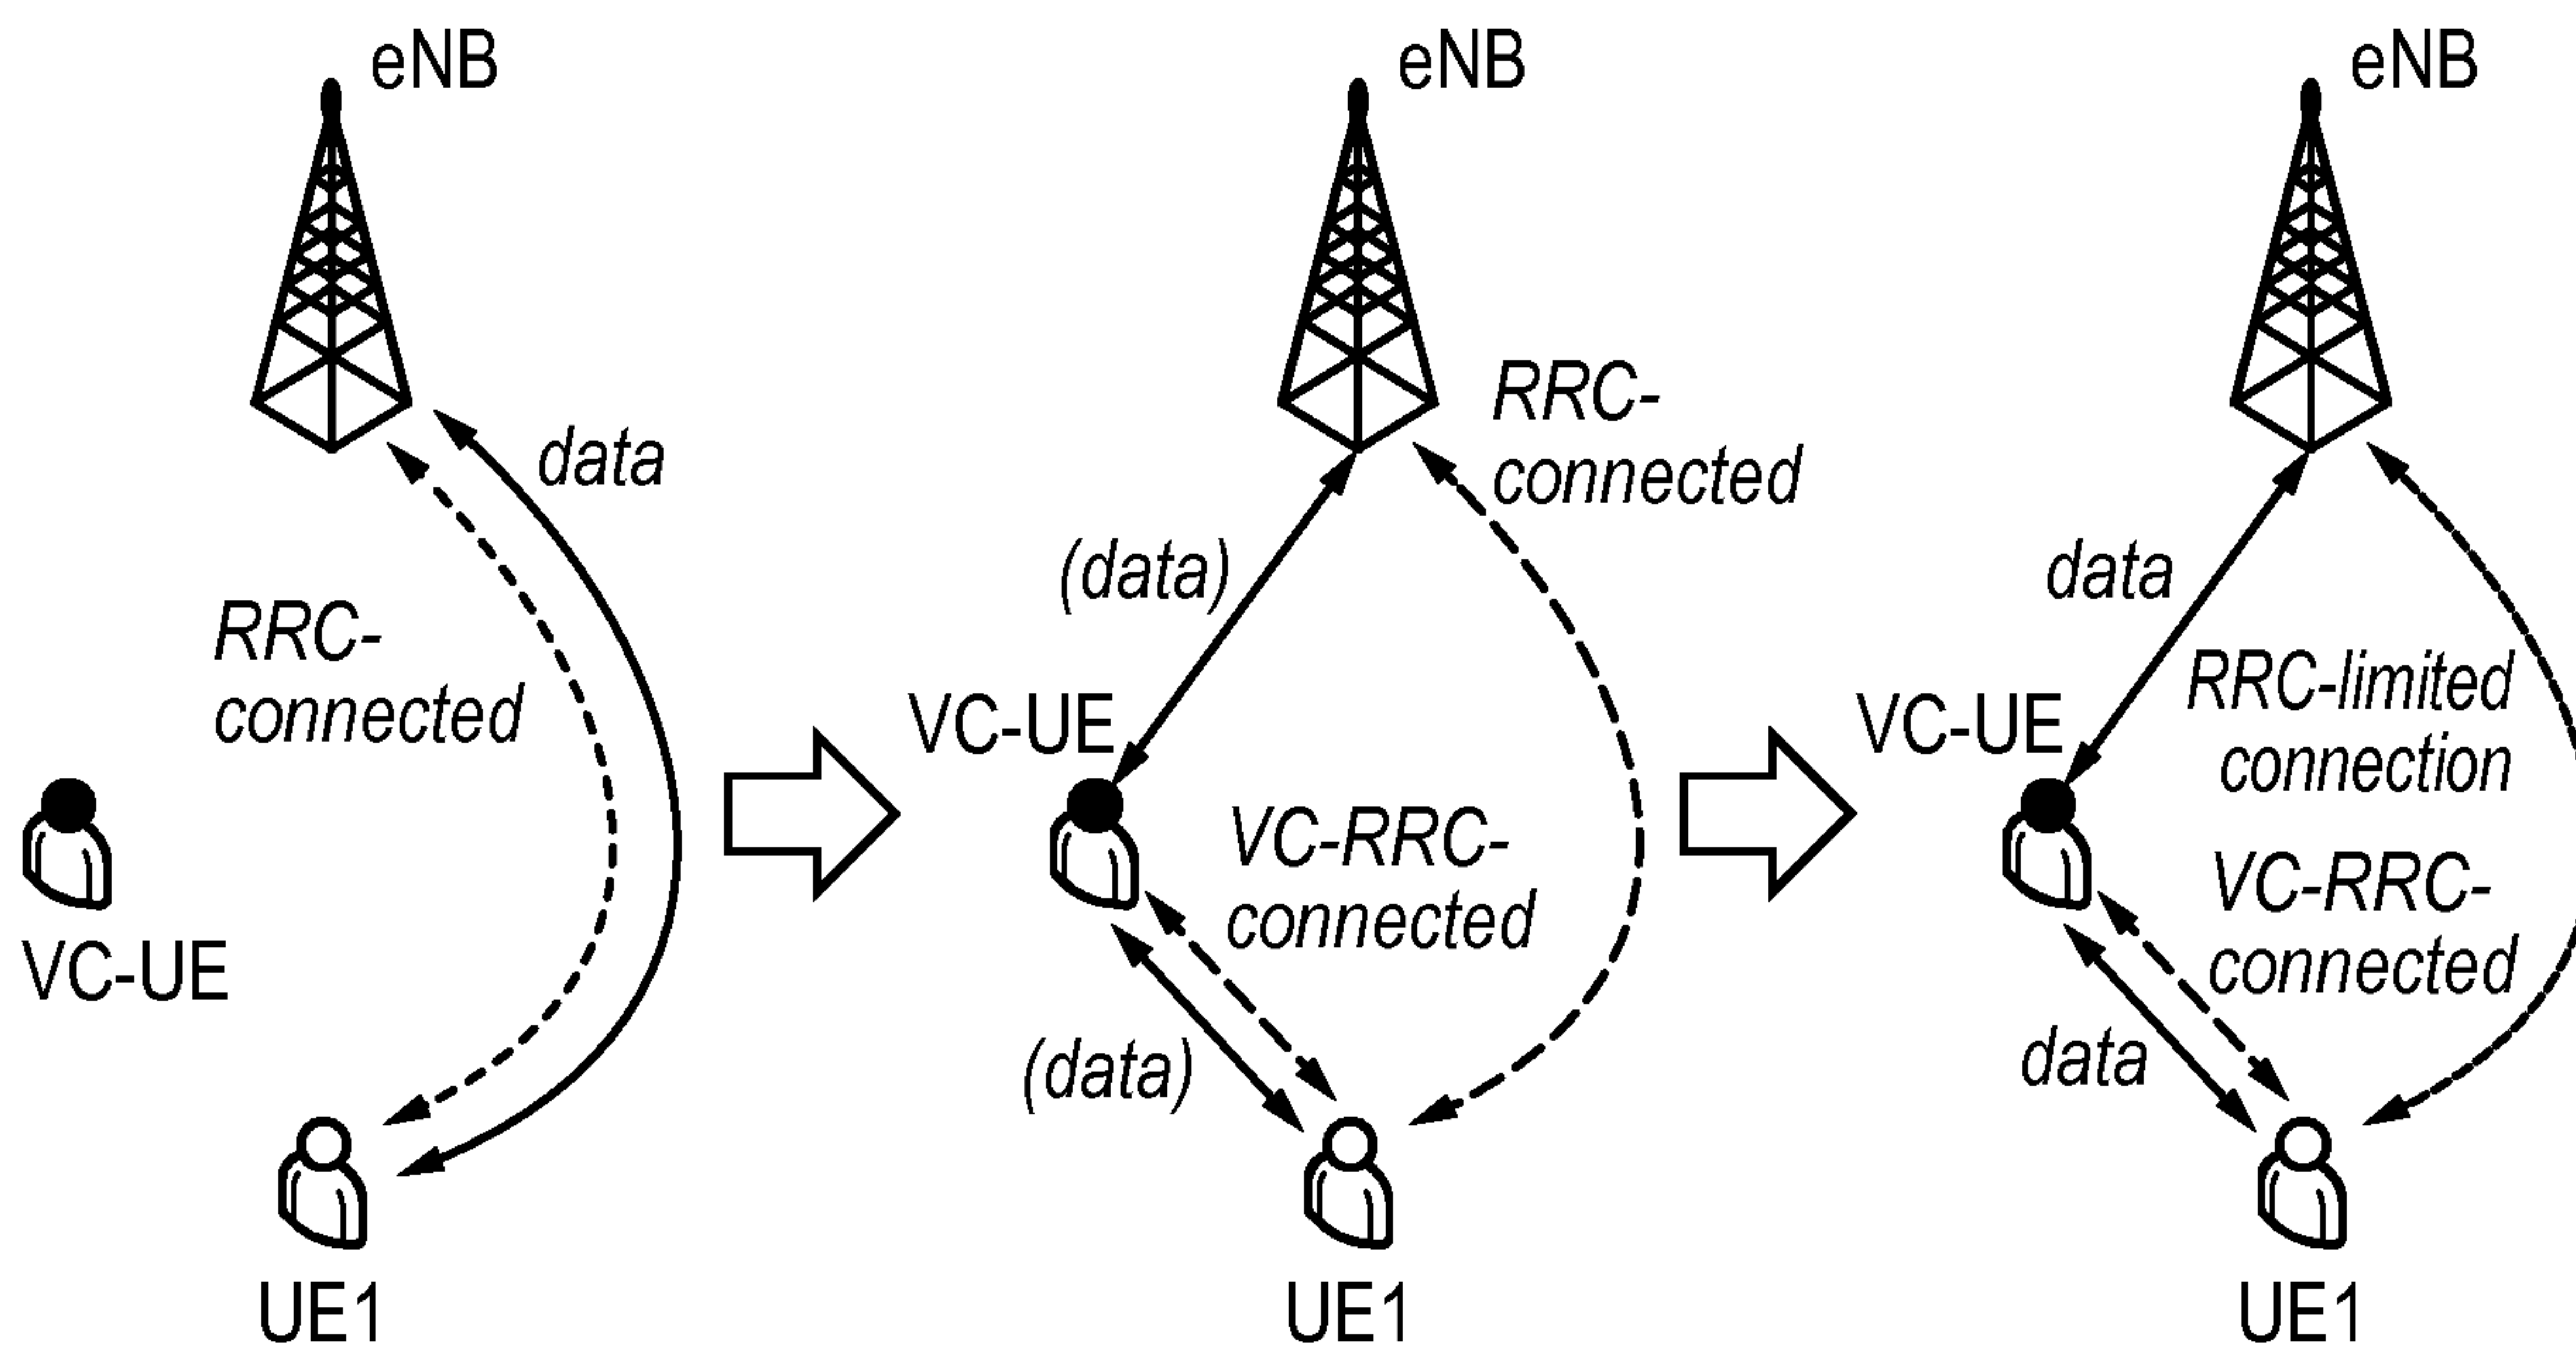 eNB
data
RRC-
connected
VC-UE
UE1
eNB
RRC-
connected
(data)
VC-UE
VC-RRC-
connected
(data)
UE1
eNB
data
RRC-limited
connection
VC-UE
VC-RRC-
connected
data
UE1